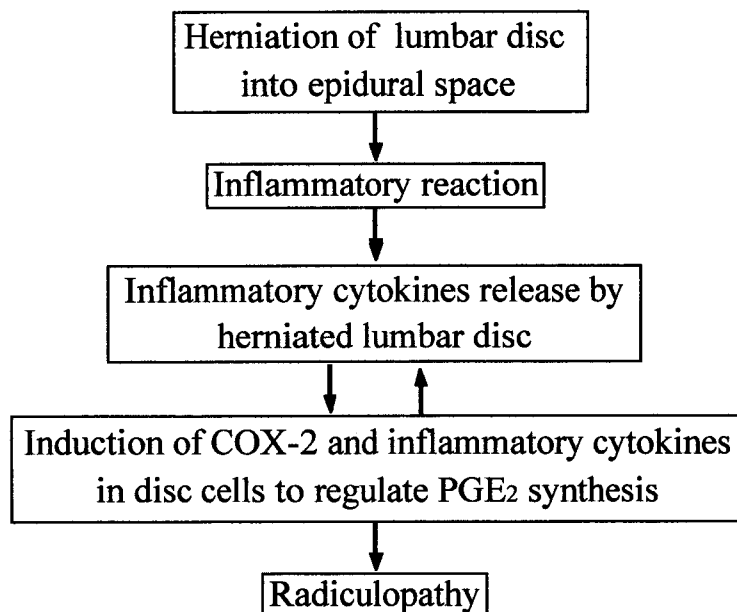 Herniation of lumbar disc
into epidural space
Inflammatory reaction
Inflammatory cytokines release by
herniated lumbar disc
Induction of COX-2 and inflammatory cytokines
in disc cells to regulate PGE2 synthesis
Radiculopathy